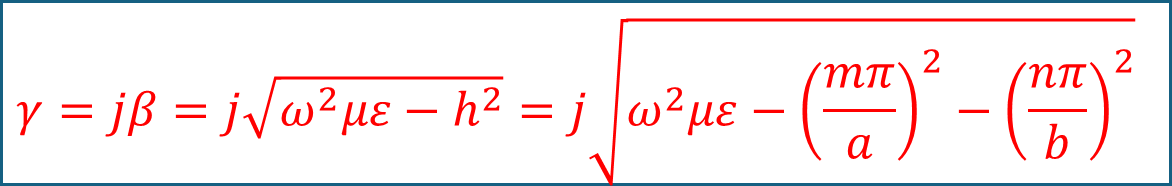 γ = jβ = j√(ω²με − h²) = j√(ω²με − (mπ/a)² − (nπ/b)²)